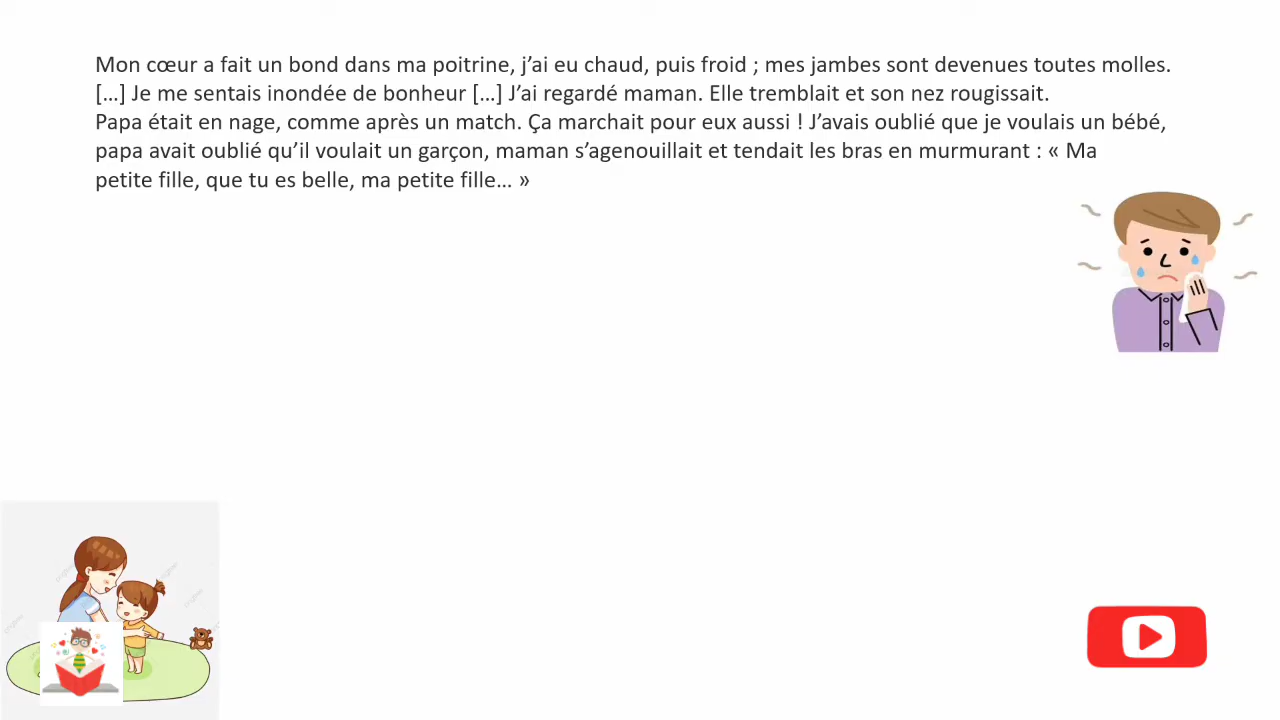 Mon cœur a fait un bond dans ma poitrine, j’ai eu chaud, puis froid ; mes jambes sont devenues toutes molles.
[…] Je me sentais inondée de bonheur […] J’ai regardé maman. Elle tremblait et son nez rougissait.
Papa était en nage, comme après un match. Ça marchait pour eux aussi ! J’avais oublié que je voulais un bébé,
papa avait oublié qu’il voulait un garçon, maman s’agenouillait et tendait les bras en murmurant : « Ma
petite fille, que tu es belle, ma petite fille… »